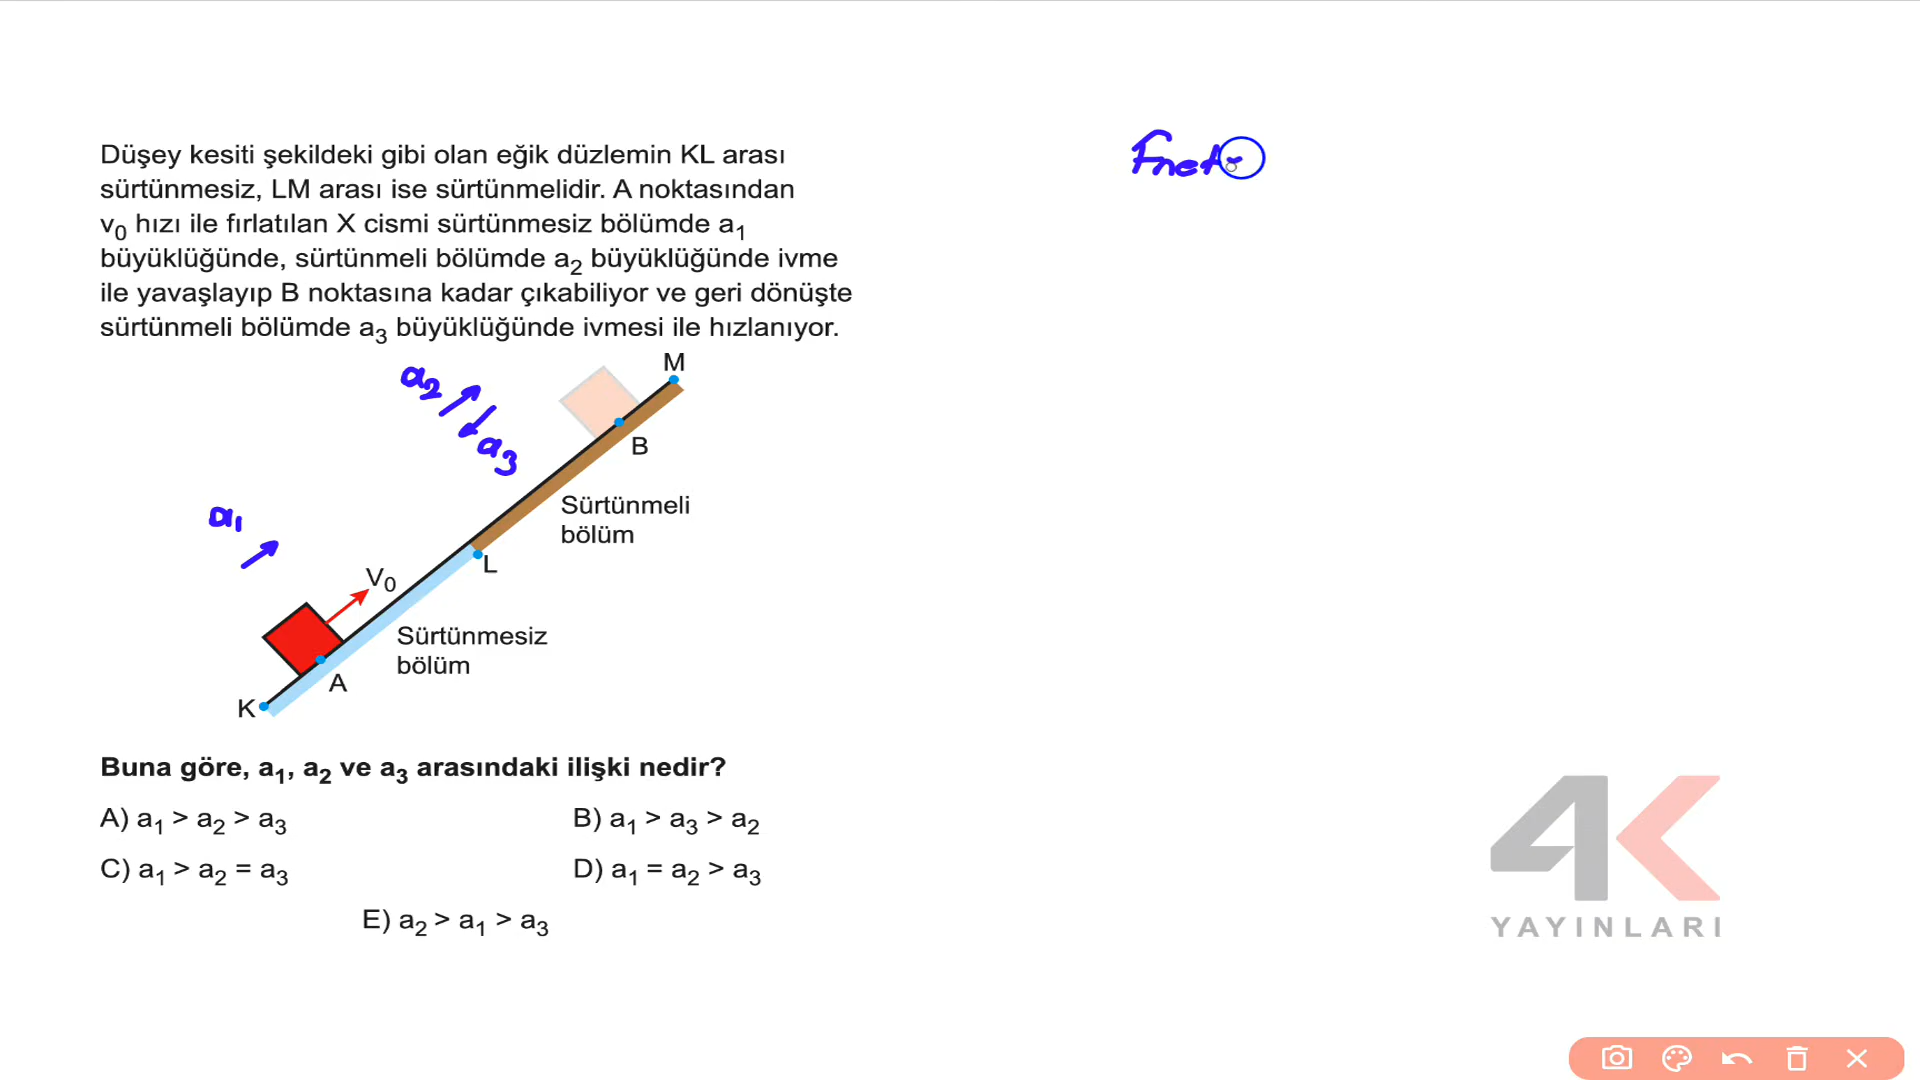 Düşey kesiti şekildeki gibi olan eğik düzlemin KL arası
sürtünmesiz, LM arası ise sürtünmelidir. A noktasından
v₀ hızı ile fırlatılan X cismi sürtünmesiz bölümde a₁
büyüklüğünde, sürtünmeli bölümde a₂ büyüklüğünde ivme
ile yavaşlayıp B noktasına kadar çıkabiliyor ve geri dönüşte
sürtünmeli bölümde a₃ büyüklüğünde ivmesi ile hızlanıyor.
Fnet=
M
a₂
a₃
B
Sürtünmeli
bölüm
a₁
L
V₀
Sürtünmesiz
bölüm
A
K
Buna göre, a₁, a₂ ve a₃ arasındaki ilişki nedir?
A) a₁ > a₂ > a₃
B) a₁ > a₃ > a₂
C) a₁ > a₂ = a₃
D) a₁ = a₂ > a₃
E) a₂ > a₁ > a₃
4K
YAYINLARI